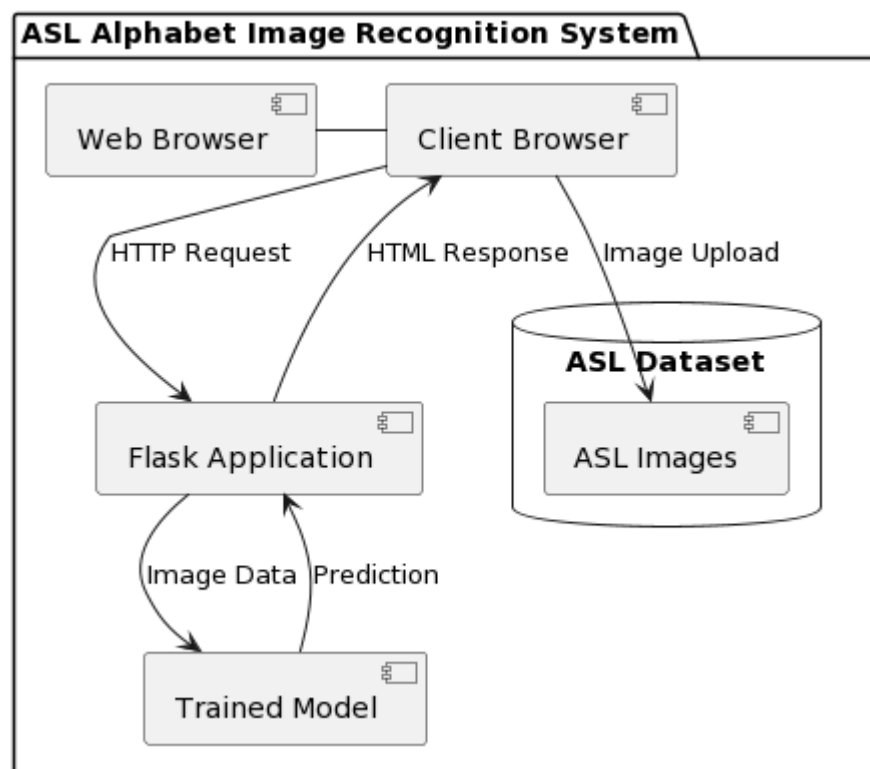 ASL Alphabet Image Recognition System
Web Browser
Client Browser
HTTP Request
HTML Response
Image Upload
ASL Dataset
Flask Application
ASL Images
Image Data
Prediction
Trained Model